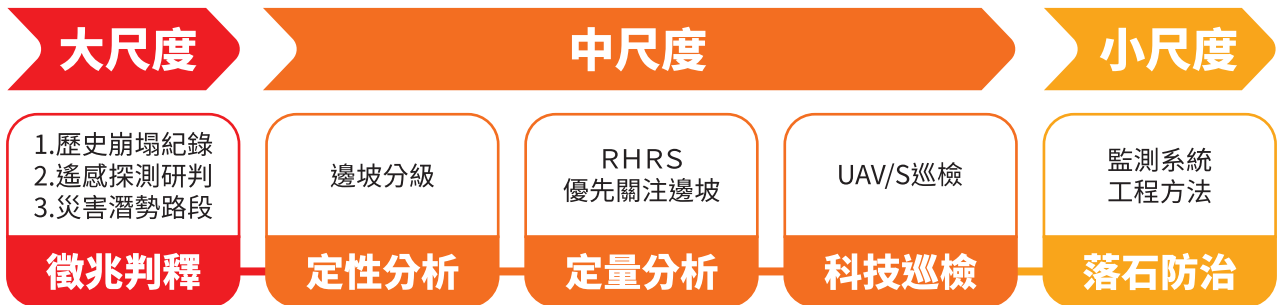 大尺度
中尺度
小尺度
1.歷史崩塌紀錄
2.遙感探測研判
3.災害潛勢路段
徵兆判釋
邊坡分級
定性分析
RHRS
優先關注邊坡
定量分析
UAV/S巡檢
科技巡檢
監測系統
工程方法
落石防治